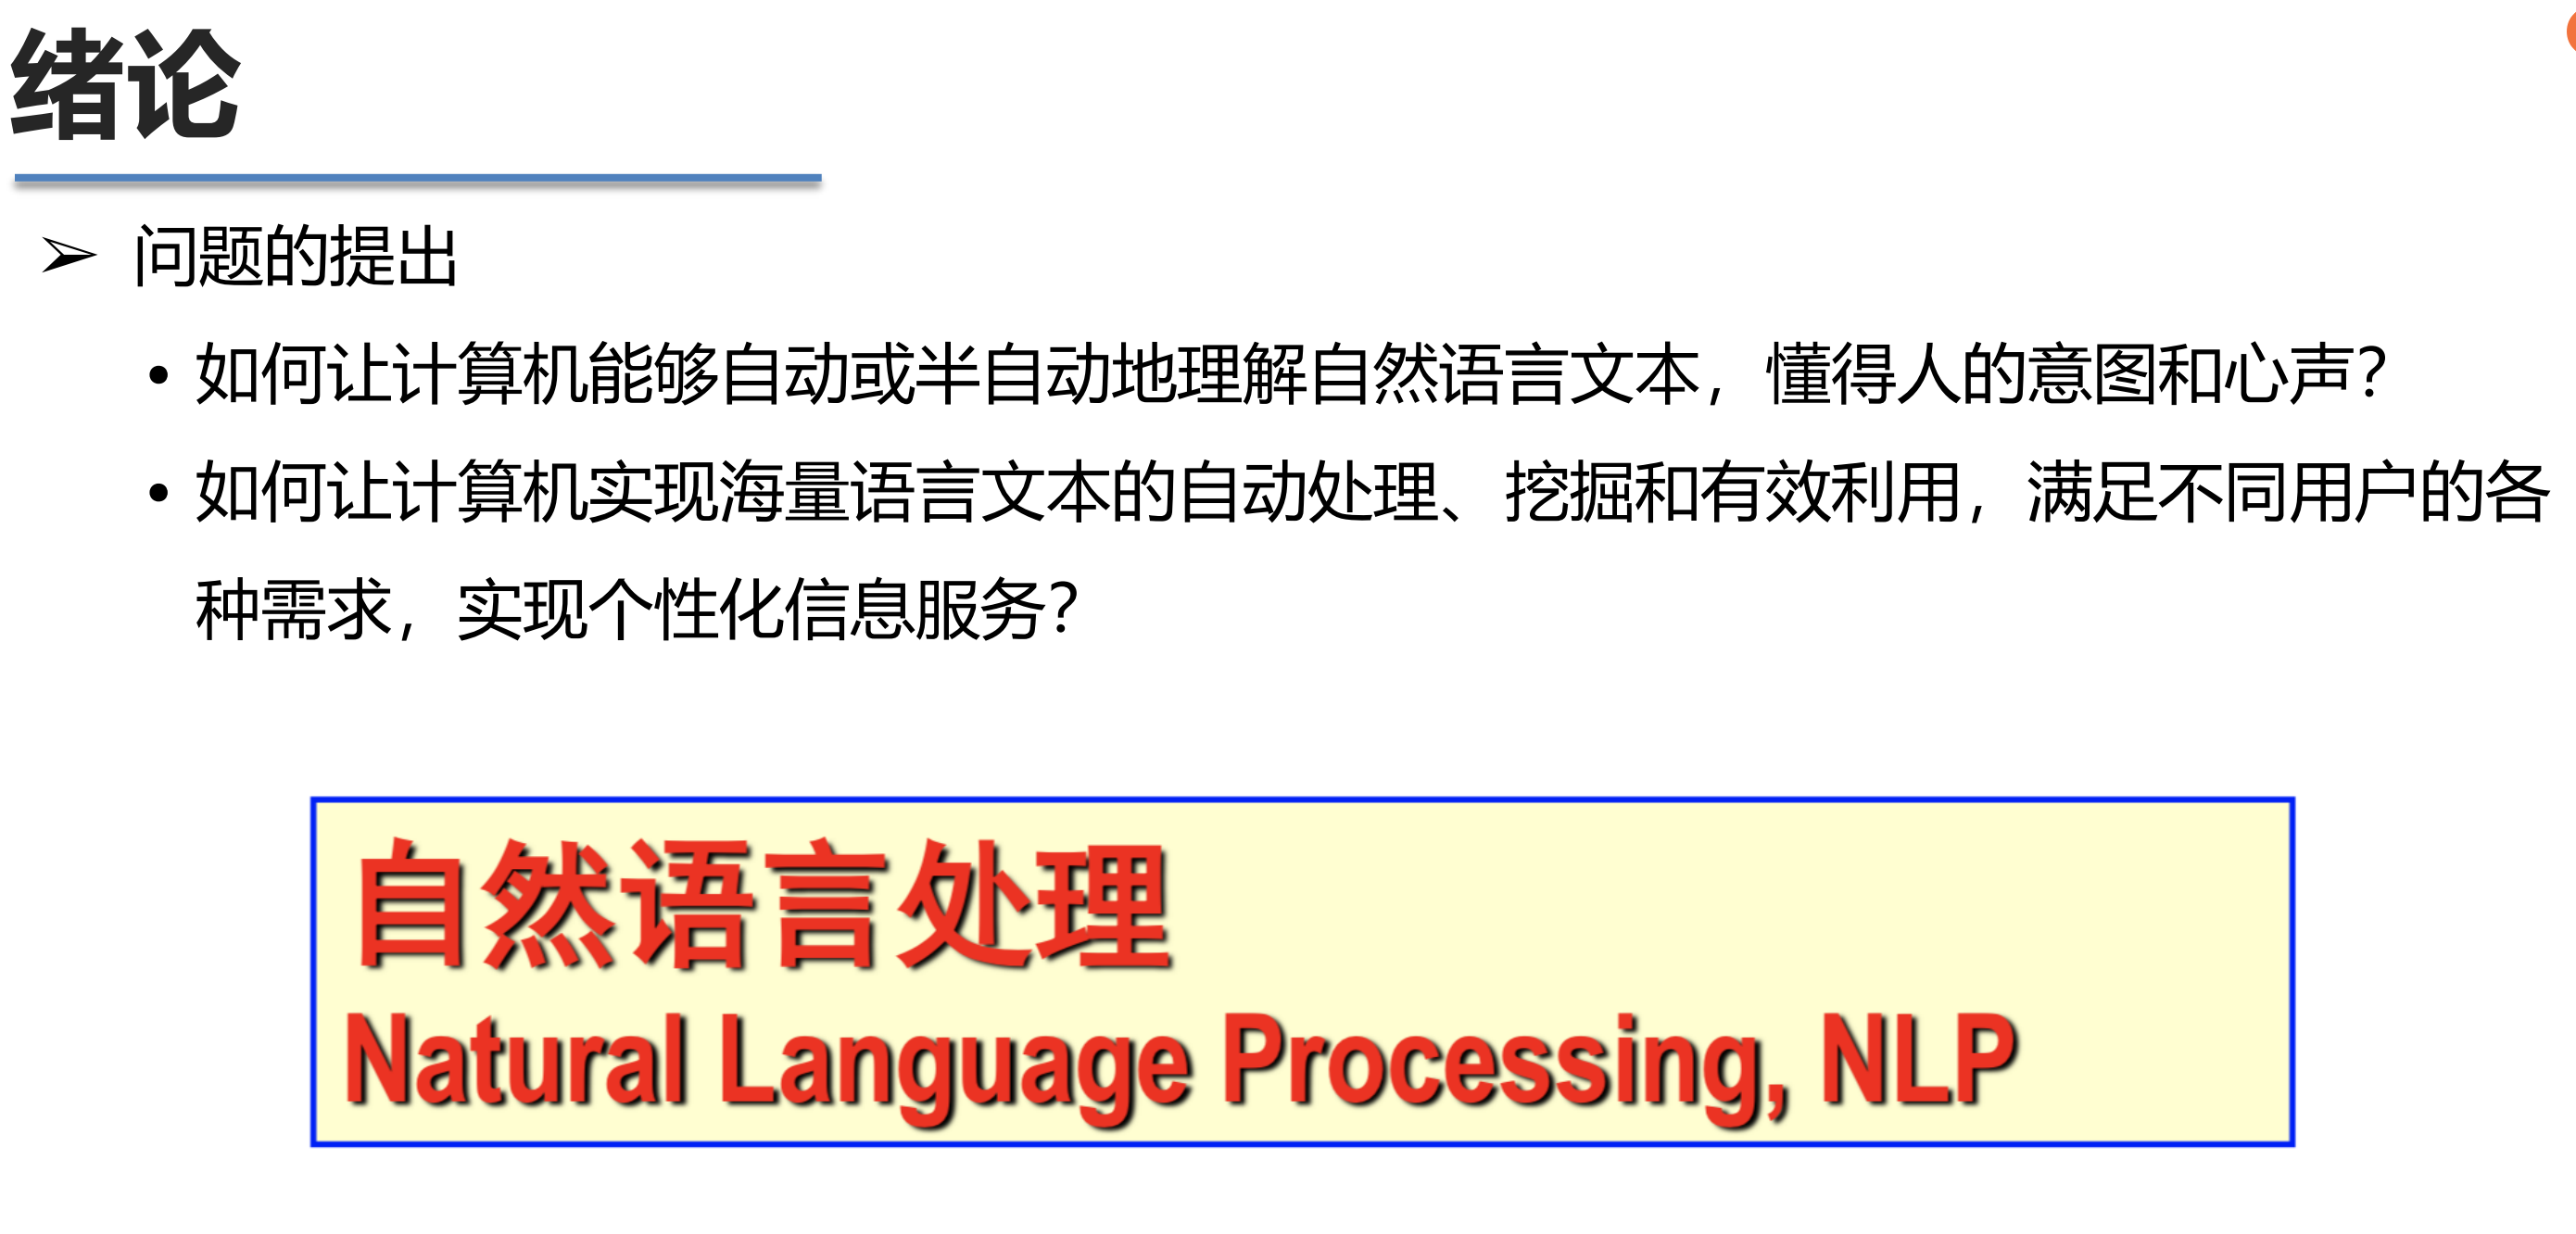 绪论
➢ 问题的提出
• 如何让计算机能够自动或半自动地理解自然语言文本，懂得人的意图和心声？
• 如何让计算机实现海量语言文本的自动处理、挖掘和有效利用，满足不同用户的各
种需求，实现个性化信息服务？
自然语言处理
Natural Language Processing, NLP